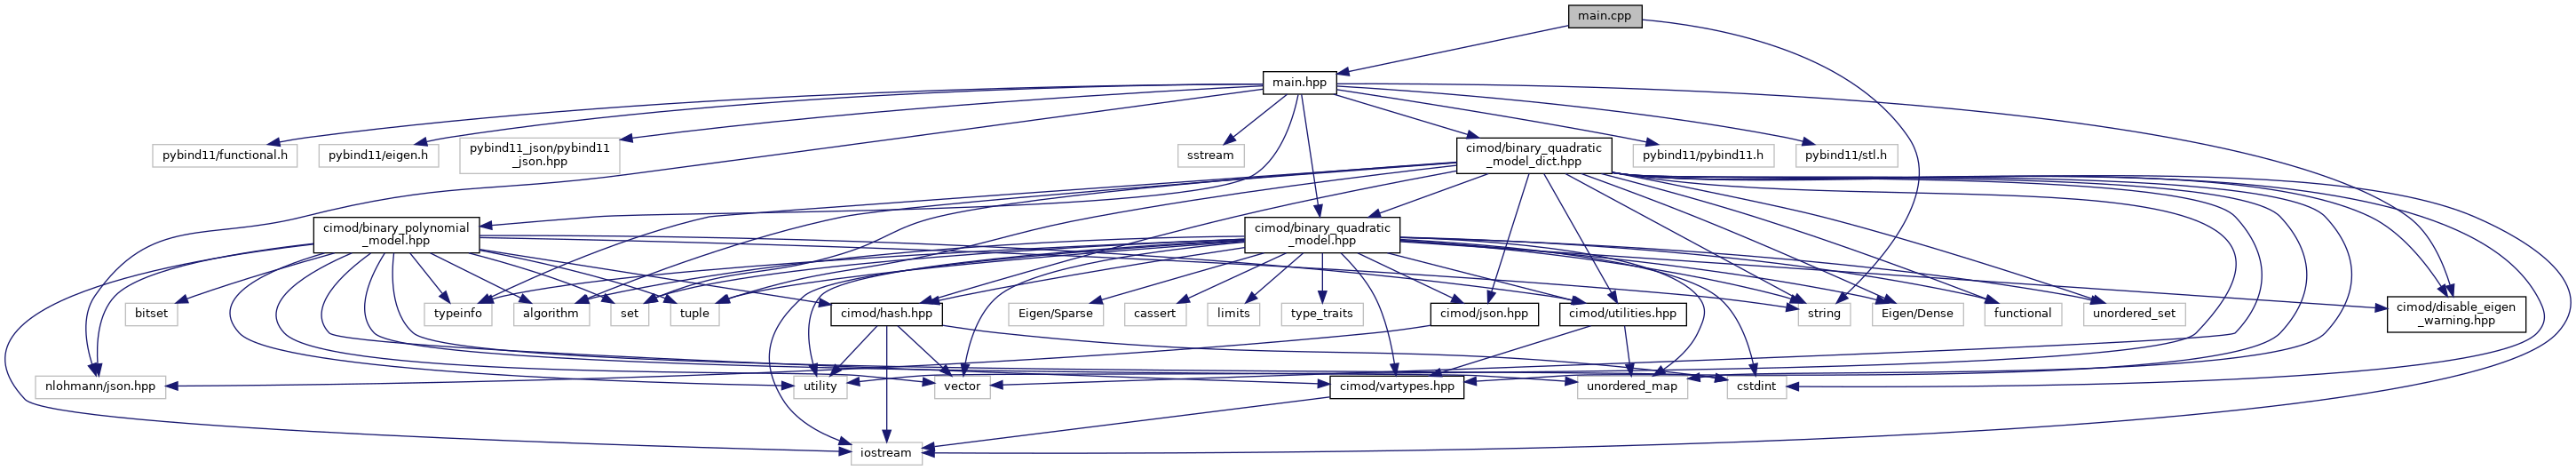 main.cpp
main.hpp
pybind11/functional.h
pybind11/eigen.h
pybind11_json/pybind11
_json.hpp
sstream
cimod/binary_quadratic
_model_dict.hpp
pybind11/pybind11.h
pybind11/stl.h
cimod/binary_polynomial
_model.hpp
cimod/binary_quadratic
_model.hpp
bitset
typeinfo
algorithm
set
tuple
cimod/hash.hpp
Eigen/Sparse
cassert
limits
type_traits
cimod/json.hpp
cimod/utilities.hpp
string
Eigen/Dense
functional
unordered_set
cimod/disable_eigen
_warning.hpp
nlohmann/json.hpp
utility
vector
cimod/vartypes.hpp
unordered_map
cstdint
iostream